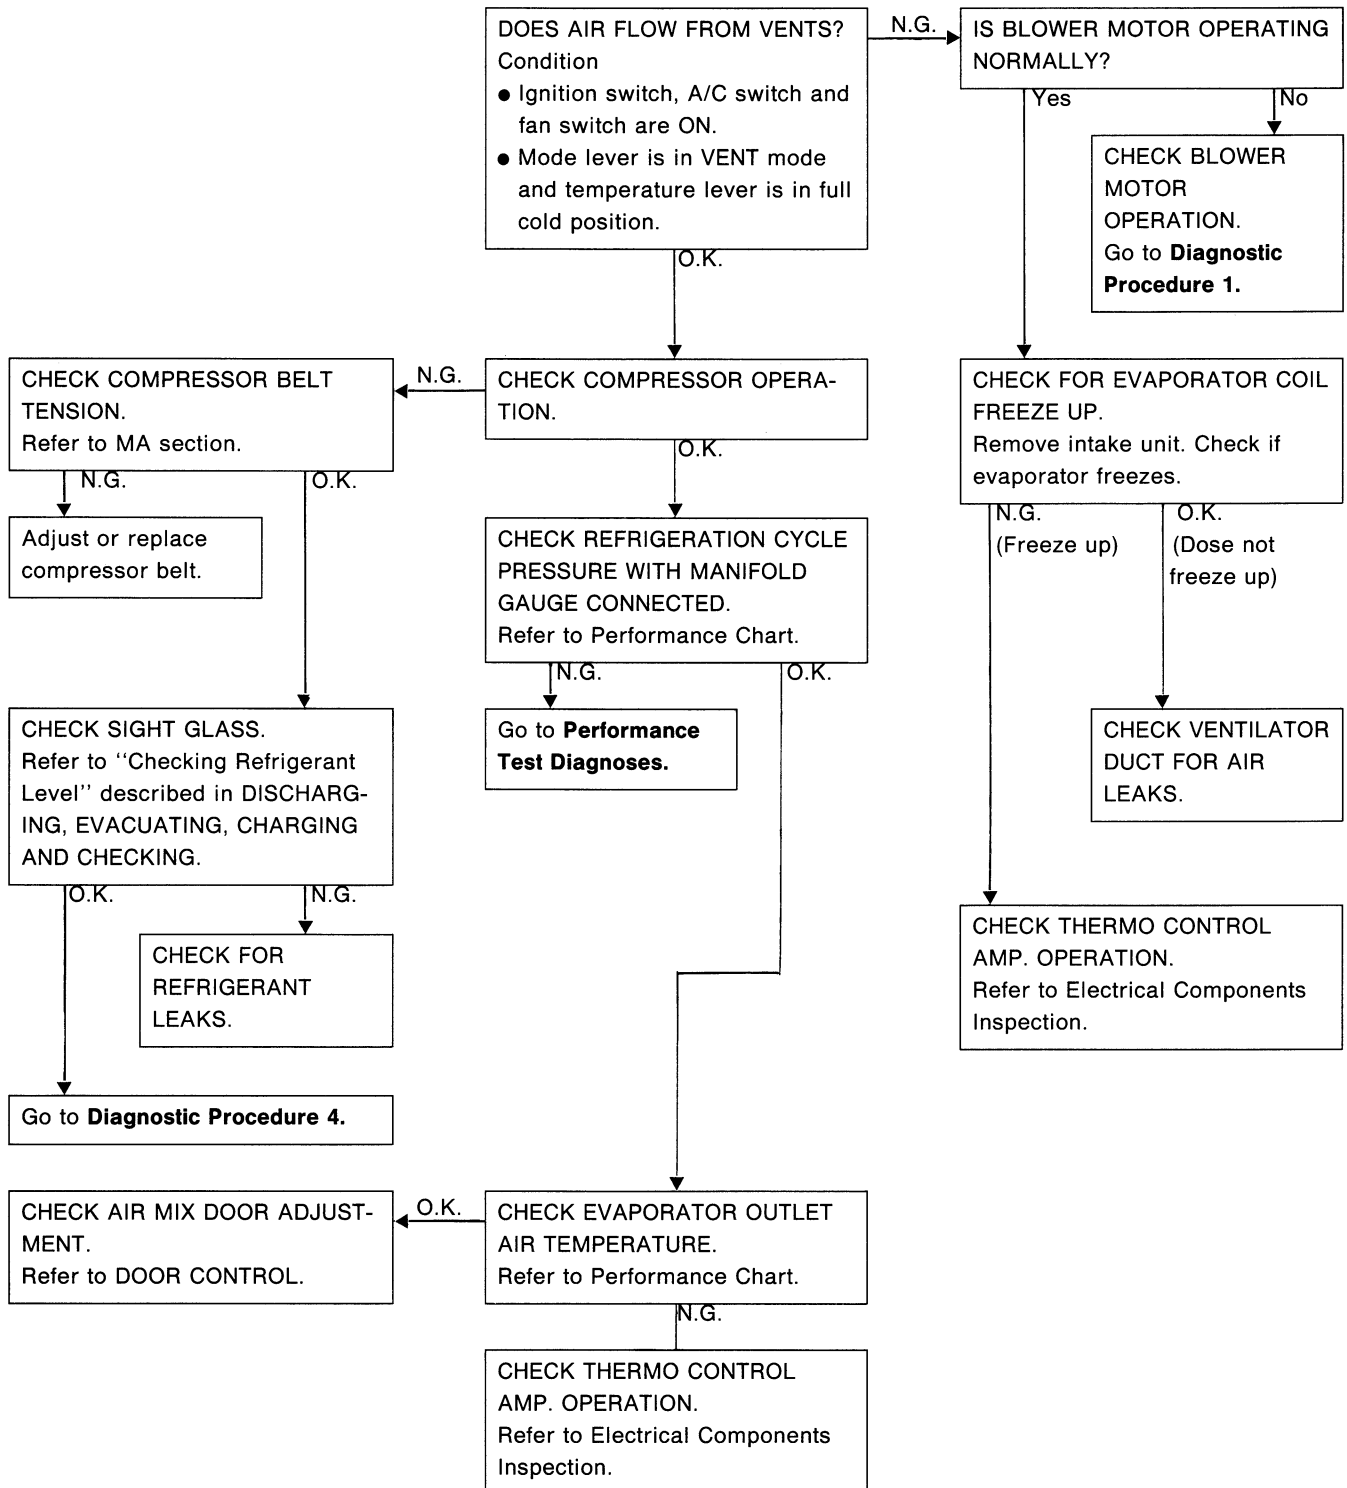 DOES AIR FLOW FROM VENTS?
Condition
● Ignition switch, A/C switch and
fan switch are ON.
● Mode lever is in VENT mode
and temperature lever is in full
cold position.
N.G.
IS BLOWER MOTOR OPERATING
NORMALLY?
Yes
No
CHECK BLOWER
MOTOR
OPERATION.
Go to Diagnostic
Procedure 1.
O.K.
CHECK COMPRESSOR BELT
TENSION.
Refer to MA section.
N.G.
CHECK COMPRESSOR OPERA-
TION.
CHECK FOR EVAPORATOR COIL
FREEZE UP.
Remove intake unit. Check if
evaporator freezes.
N.G.
O.K.
O.K.
N.G.
(Freeze up)
O.K.
(Dose not
freeze up)
Adjust or replace
compressor belt.
CHECK REFRIGERATION CYCLE
PRESSURE WITH MANIFOLD
GAUGE CONNECTED.
Refer to Performance Chart.
N.G.
O.K.
CHECK SIGHT GLASS.
Refer to ‘‘Checking Refrigerant
Level’’ described in DISCHARG-
ING, EVACUATING, CHARGING
AND CHECKING.
Go to Performance
Test Diagnoses.
CHECK VENTILATOR
DUCT FOR AIR
LEAKS.
O.K.
N.G.
CHECK FOR
REFRIGERANT
LEAKS.
CHECK THERMO CONTROL
AMP. OPERATION.
Refer to Electrical Components
Inspection.
Go to Diagnostic Procedure 4.
CHECK AIR MIX DOOR ADJUST-
MENT.
Refer to DOOR CONTROL.
O.K.
CHECK EVAPORATOR OUTLET
AIR TEMPERATURE.
Refer to Performance Chart.
N.G.
CHECK THERMO CONTROL
AMP. OPERATION.
Refer to Electrical Components
Inspection.